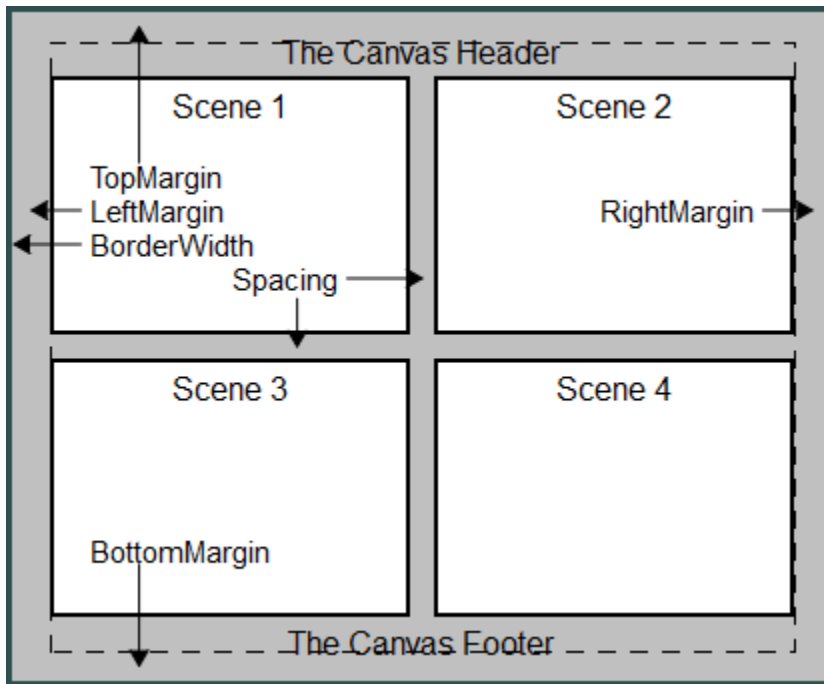 The Canvas Header
Scene 1
Scene 2
TopMargin
LeftMargin
RightMargin
BorderWidth
Spacing
Scene 3
Scene 4
BottomMargin
The Canvas Footer